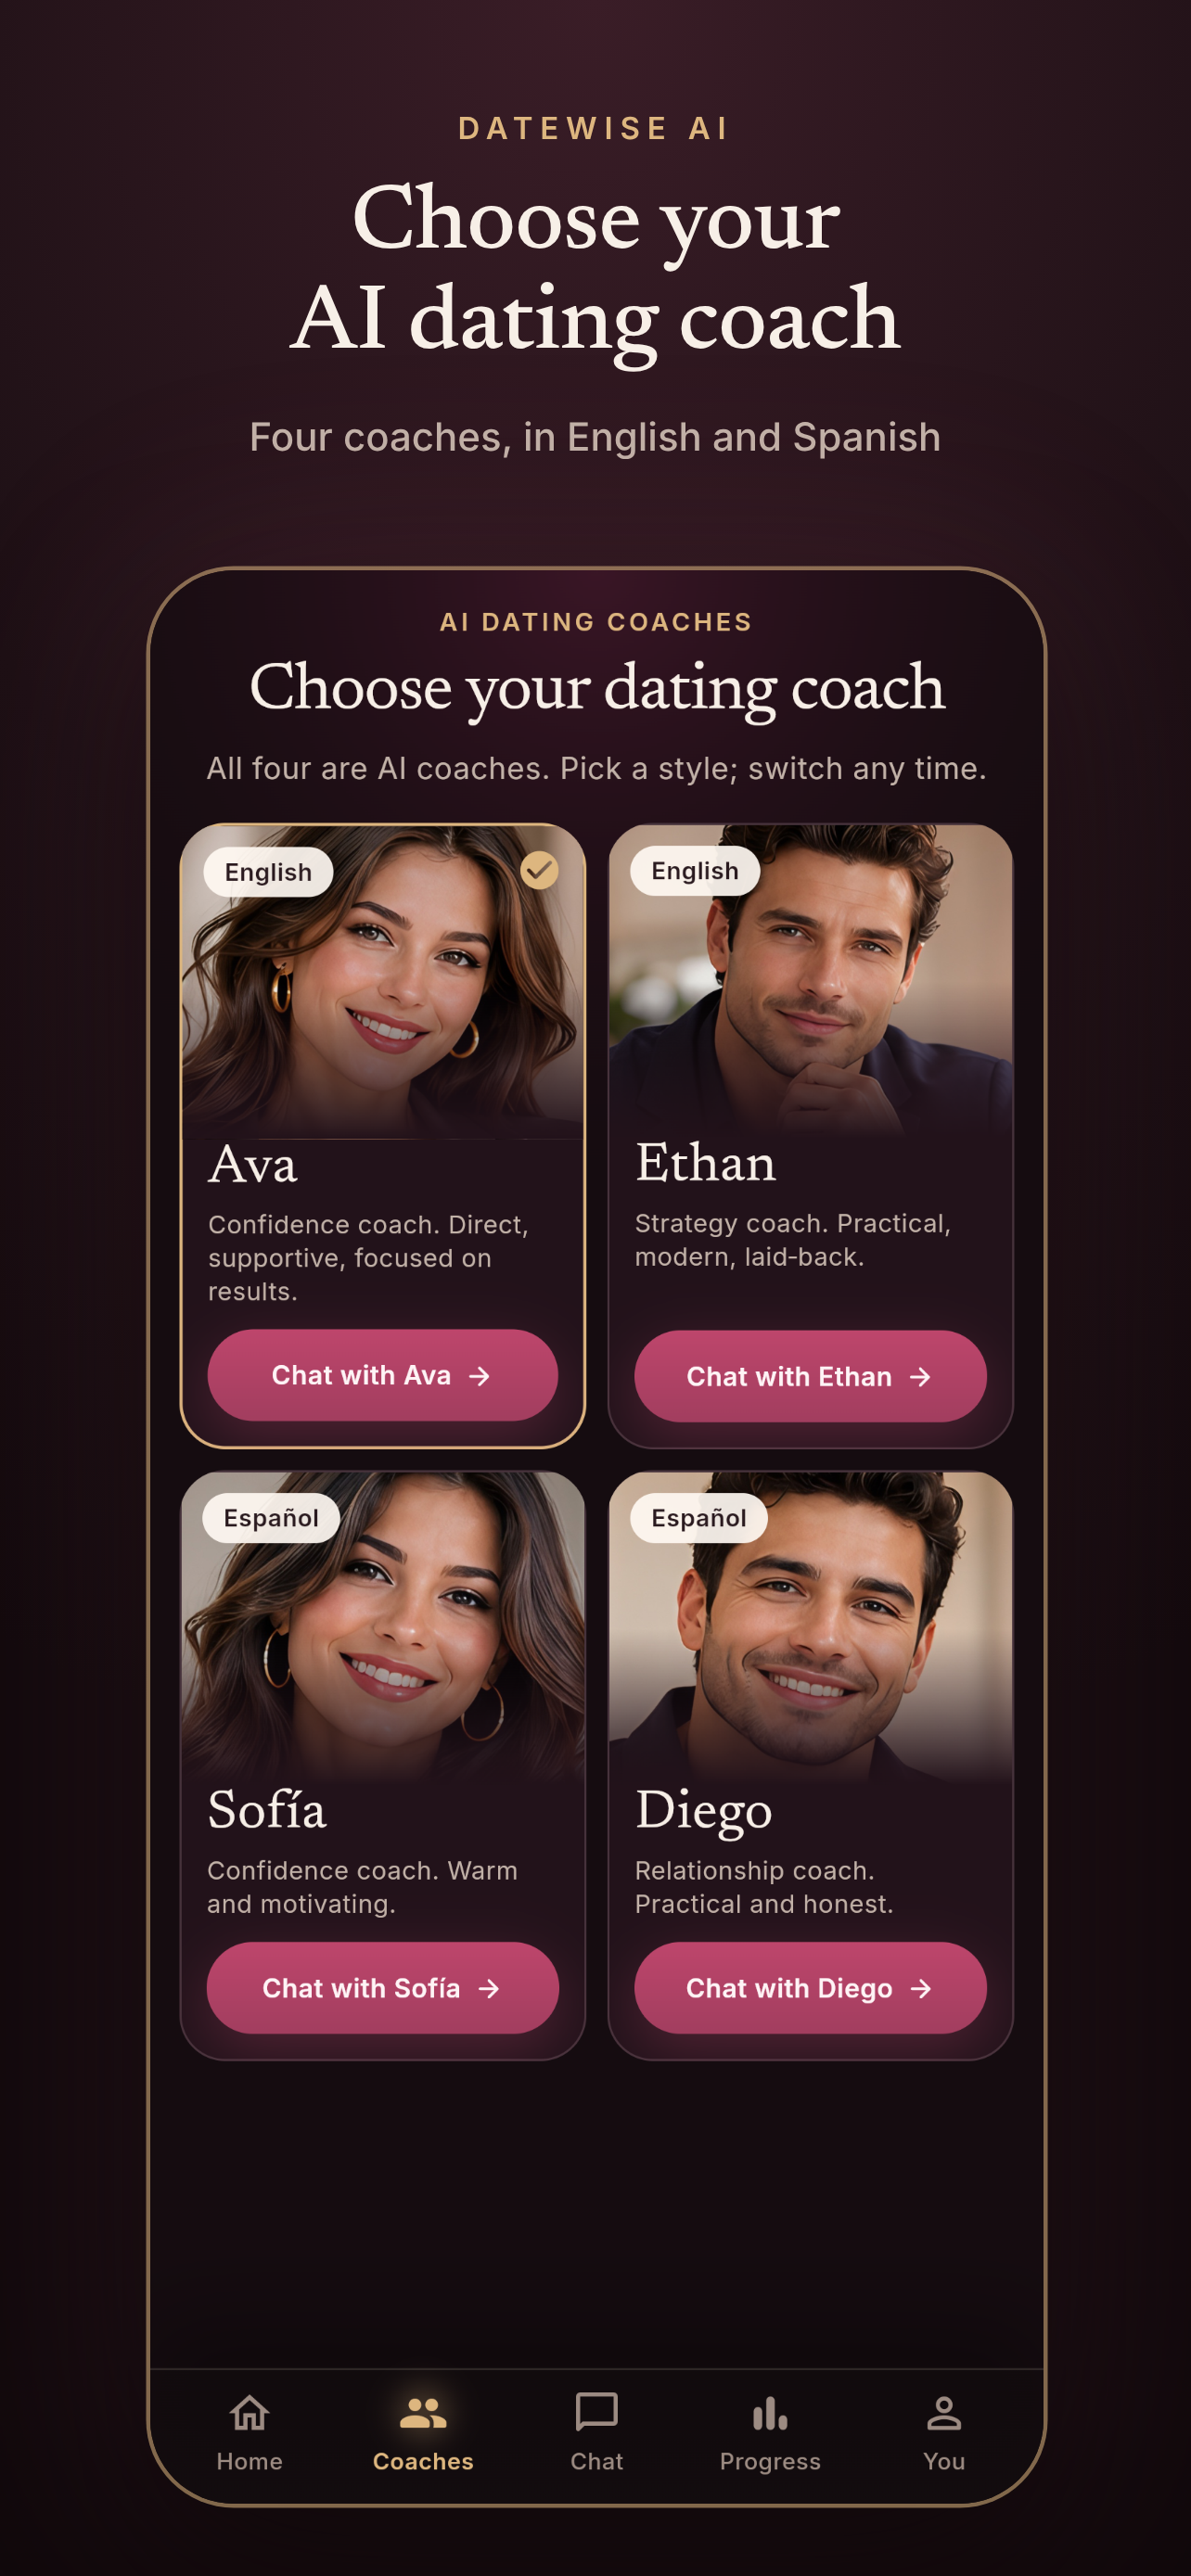 DATEWISE AI
Choose your
AI dating coach
Four coaches, in English and Spanish
AI DATING COACHES
Choose your dating coach
All four are AI coaches. Pick a style; switch any time.
English
Ava
Confidence coach. Direct,
supportive, focused on
results.
Chat with Ava →
English
Ethan
Strategy coach. Practical,
modern, laid-back.
Chat with Ethan →
Español
Sofía
Confidence coach. Warm
and motivating.
Chat with Sofía →
Español
Diego
Relationship coach.
Practical and honest.
Chat with Diego →
Home
Coaches
Chat
Progress
You